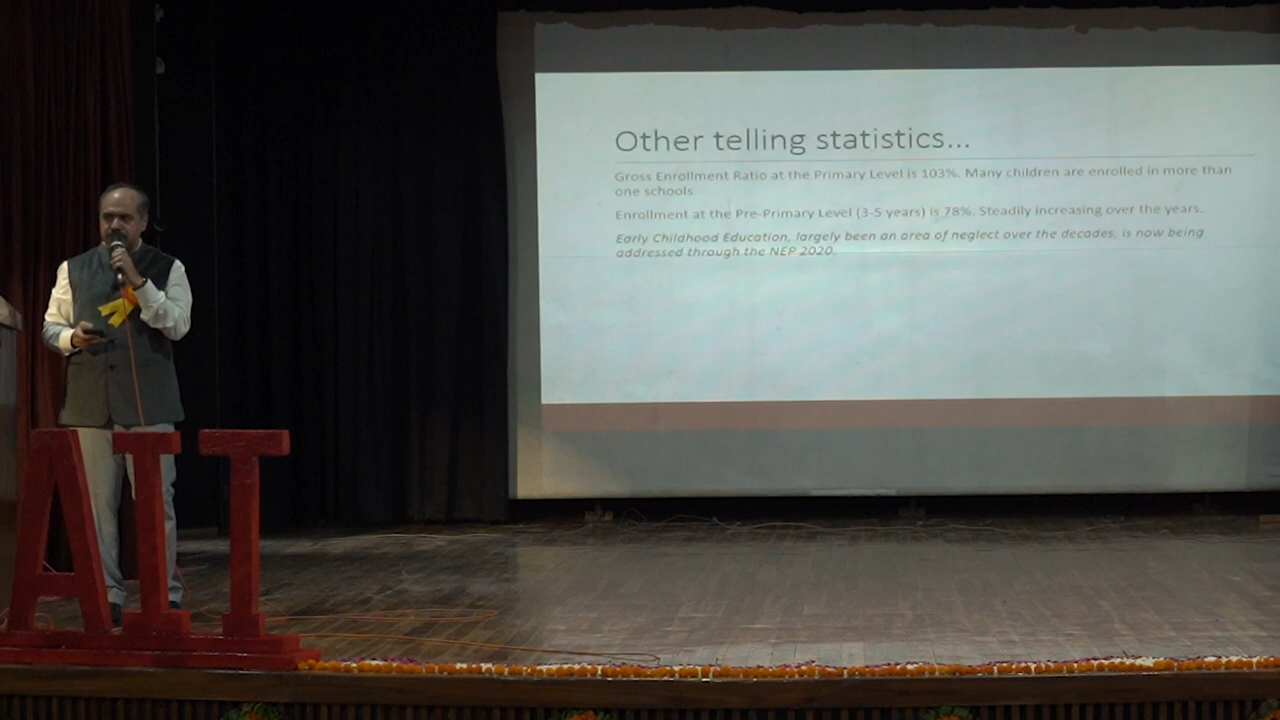 Other telling statistics...
Gross Enrollment Ratio at the Primary Level is 103%. Many children are enrolled in more than
one schools.
Enrollment at the Pre-Primary Level (3-5 years) is 78%. Steadily increasing over the years.
Early Childhood Education, largely been an area of neglect over the decades, is now being
addressed through the NEP 2020.
AII